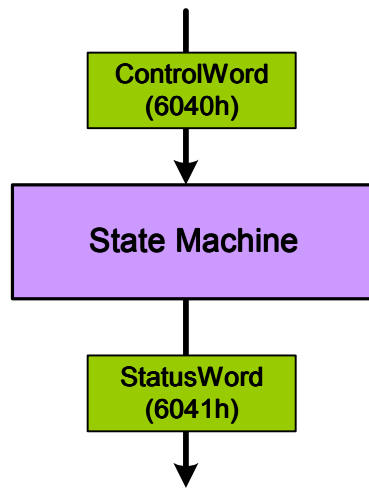 ControlWord
(6040h)
State Machine
StatusWord
(6041h)